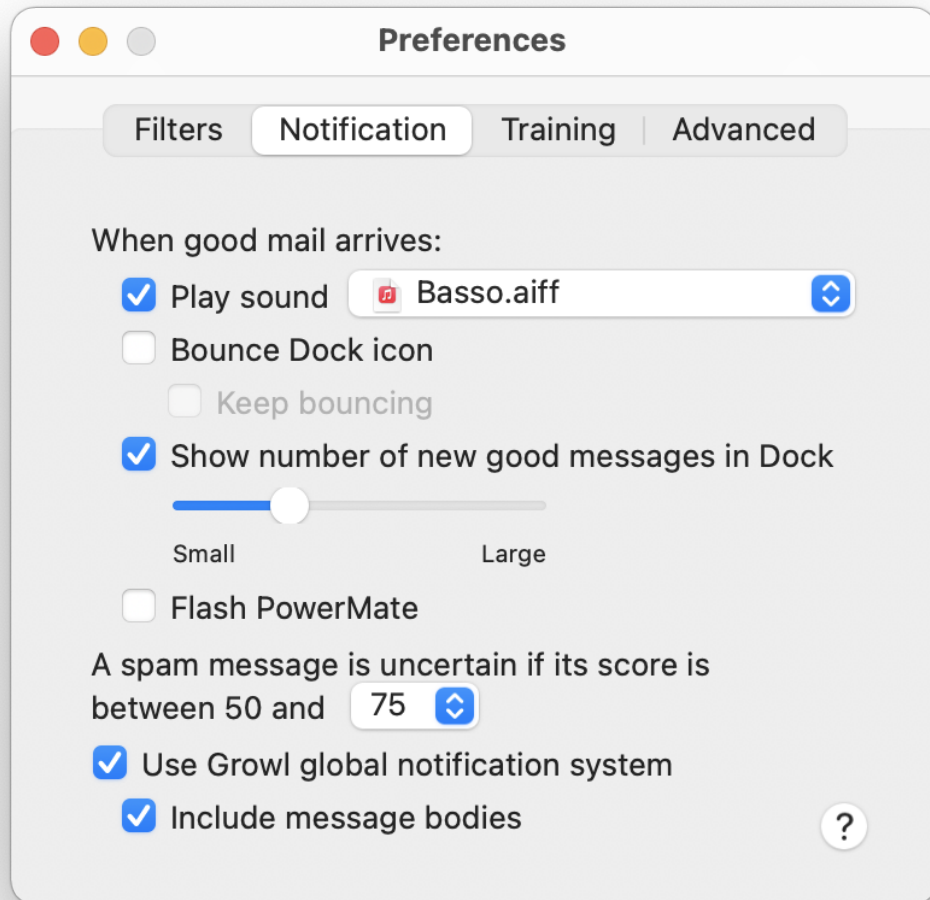 Preferences
Filters Notification Training Advanced
When good mail arrives:
Play sound Basso.aiff
Bounce Dock icon
Keep bouncing
Show number of new good messages in Dock
Small Large
Flash PowerMate
A spam message is uncertain if its score is
between 50 and 75
Use Growl global notification system
Include message bodies
?